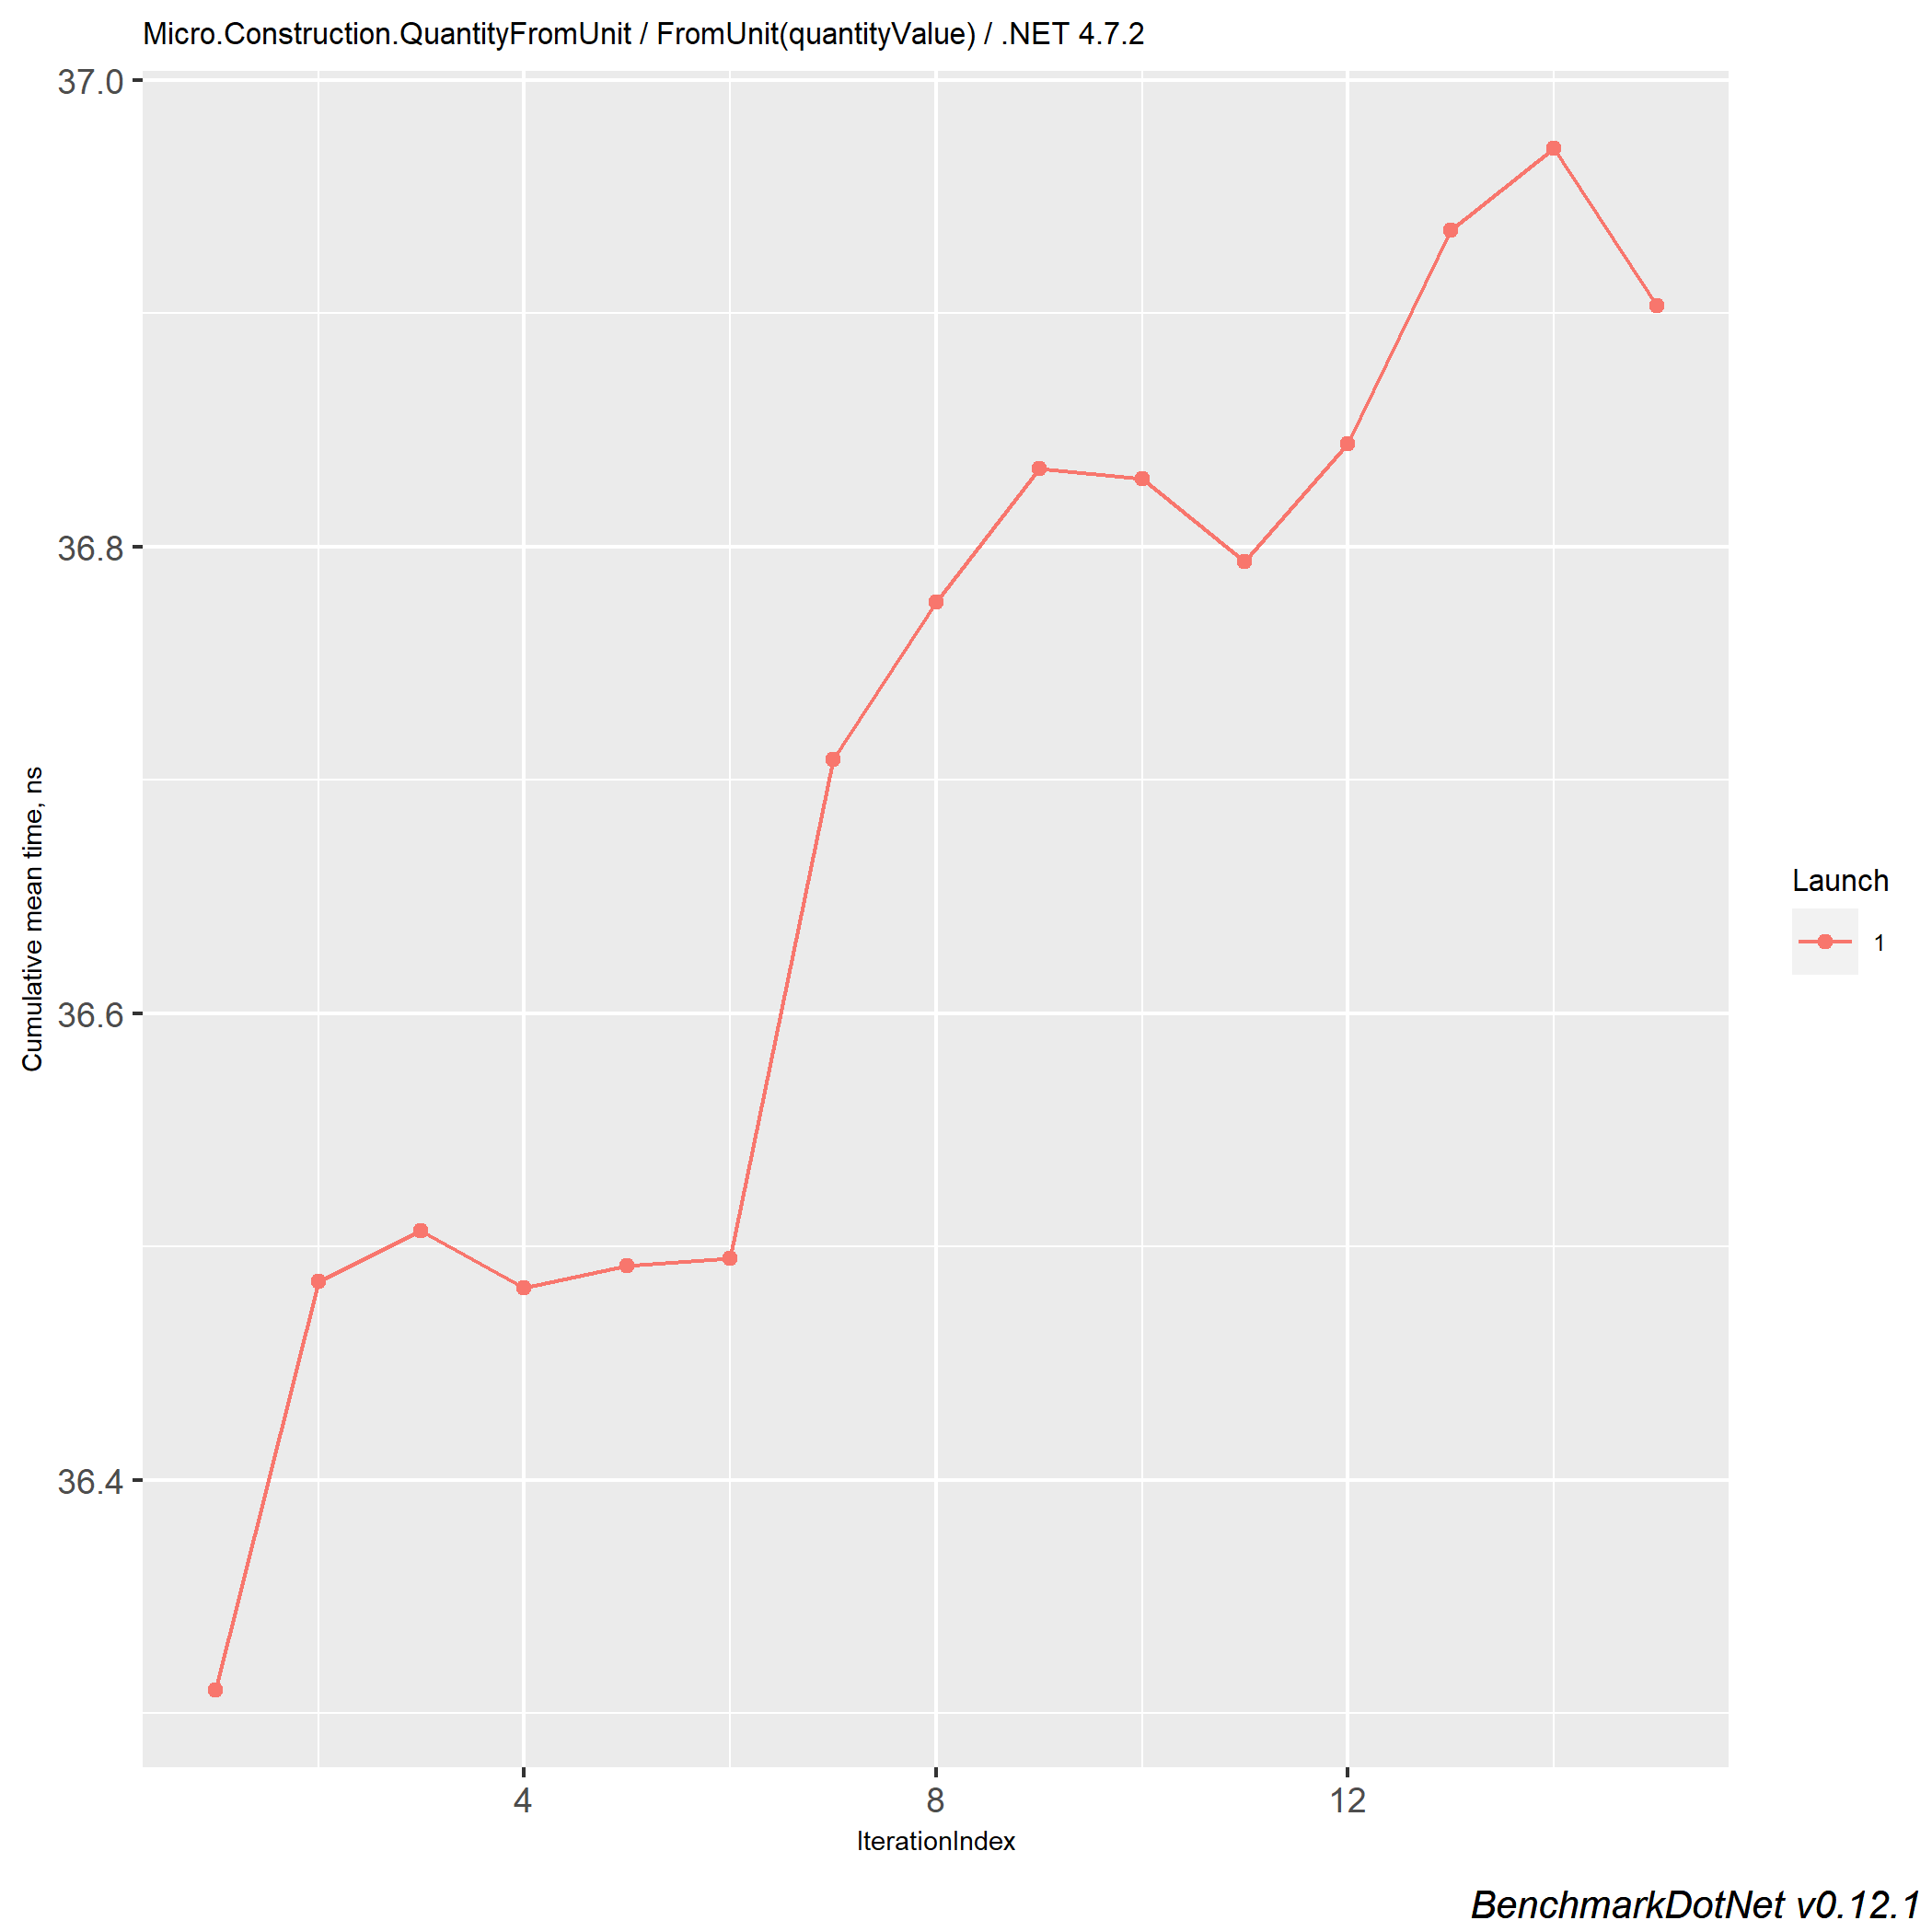 Micro.Construction.QuantityFromUnit / FromUnit(quantityValue) / .NET 4.7.2
37.0
36.8
36.6
36.4
Cumulative mean time, ns
4
8
12
IterationIndex
Launch
1
BenchmarkDotNet v0.12.1